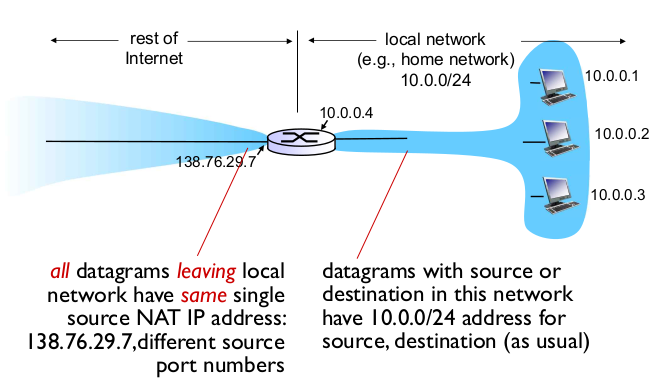 rest of
Internet
local network
(e.g., home network)
10.0.0/24
10.0.0.1
10.0.0.4
10.0.0.2
138.76.29.7
10.0.0.3
all datagrams leaving local
network have same single
source NAT IP address:
138.76.29.7,different source
port numbers
datagrams with source or
destination in this network
have 10.0.0/24 address for
source, destination (as usual)